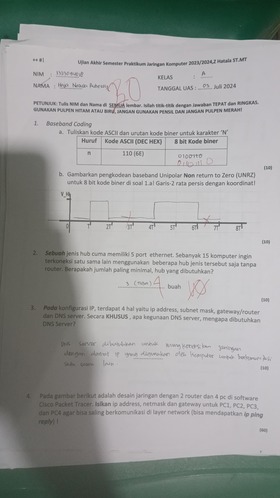 Ujian Akhir Semester Praktikum Jaringan Komputer 2023/2024,Z Hatala ST.MT
NIM :
KELAS : A
NAMA :
TANGGAL UAS : 03 Juli 2024
80
PETUNJUK: Tulis NIM dan Nama di SEMUA lembar. Isilah titik-titik dengan Jawaban TEPAT dan RINGKAS.
GUNAKAN PULPEN HITAM ATAU BIRU, JANGAN GUNAKAN PENSIL DAN JANGAN PULPEN MERAH!
1. Baseband Coding
a. Tuliskan kode ASCII dan urutan kode biner untuk karakter 'N'
Huruf Kode ASCII (DEC HEX) 8 bit Kode biner
n 110 (6E)
(10)
b. Gambarkan pengkodean baseband Unipolar Non return to Zero (UNRZ)
untuk 8 bit kode biner di soal 1.a! Garis-2 rata persis dengan koordinat!
0 T 2T 3T 4T 5T 6T 7T 8T
(10)
2. Sebuah jenis hub cuma memiliki 5 port ethernet. Sebanyak 15 komputer ingin
terkoneksi satu sama lain menggunakan beberapa hub jenis tersebut saja tanpa
router. Berapakah jumlah paling minimal, hub yang dibutuhkan?
buah
(10)
3. Pada konfigurasi IP, terdapat 4 hal yaitu ip address, subnet mask, gateway/router
dan DNS server. Secara KHUSUS , apa kegunaan DNS server, mengapa dibutuhkan
DNS Server?
server dibutuhkan untuk
dengan ip yang oleh komputer
(10)
4. Pada gambar berikut adalah desain jaringan dengan 2 router dan 4 pc di software
Cisco Packet Tracer. Isikan ip address, netmask dan gateway untuk PC1, PC2, PC3,
dan PC4 agar bisa saling berkomunikasi di layer network (bisa mendapatkan ip ping
reply) !